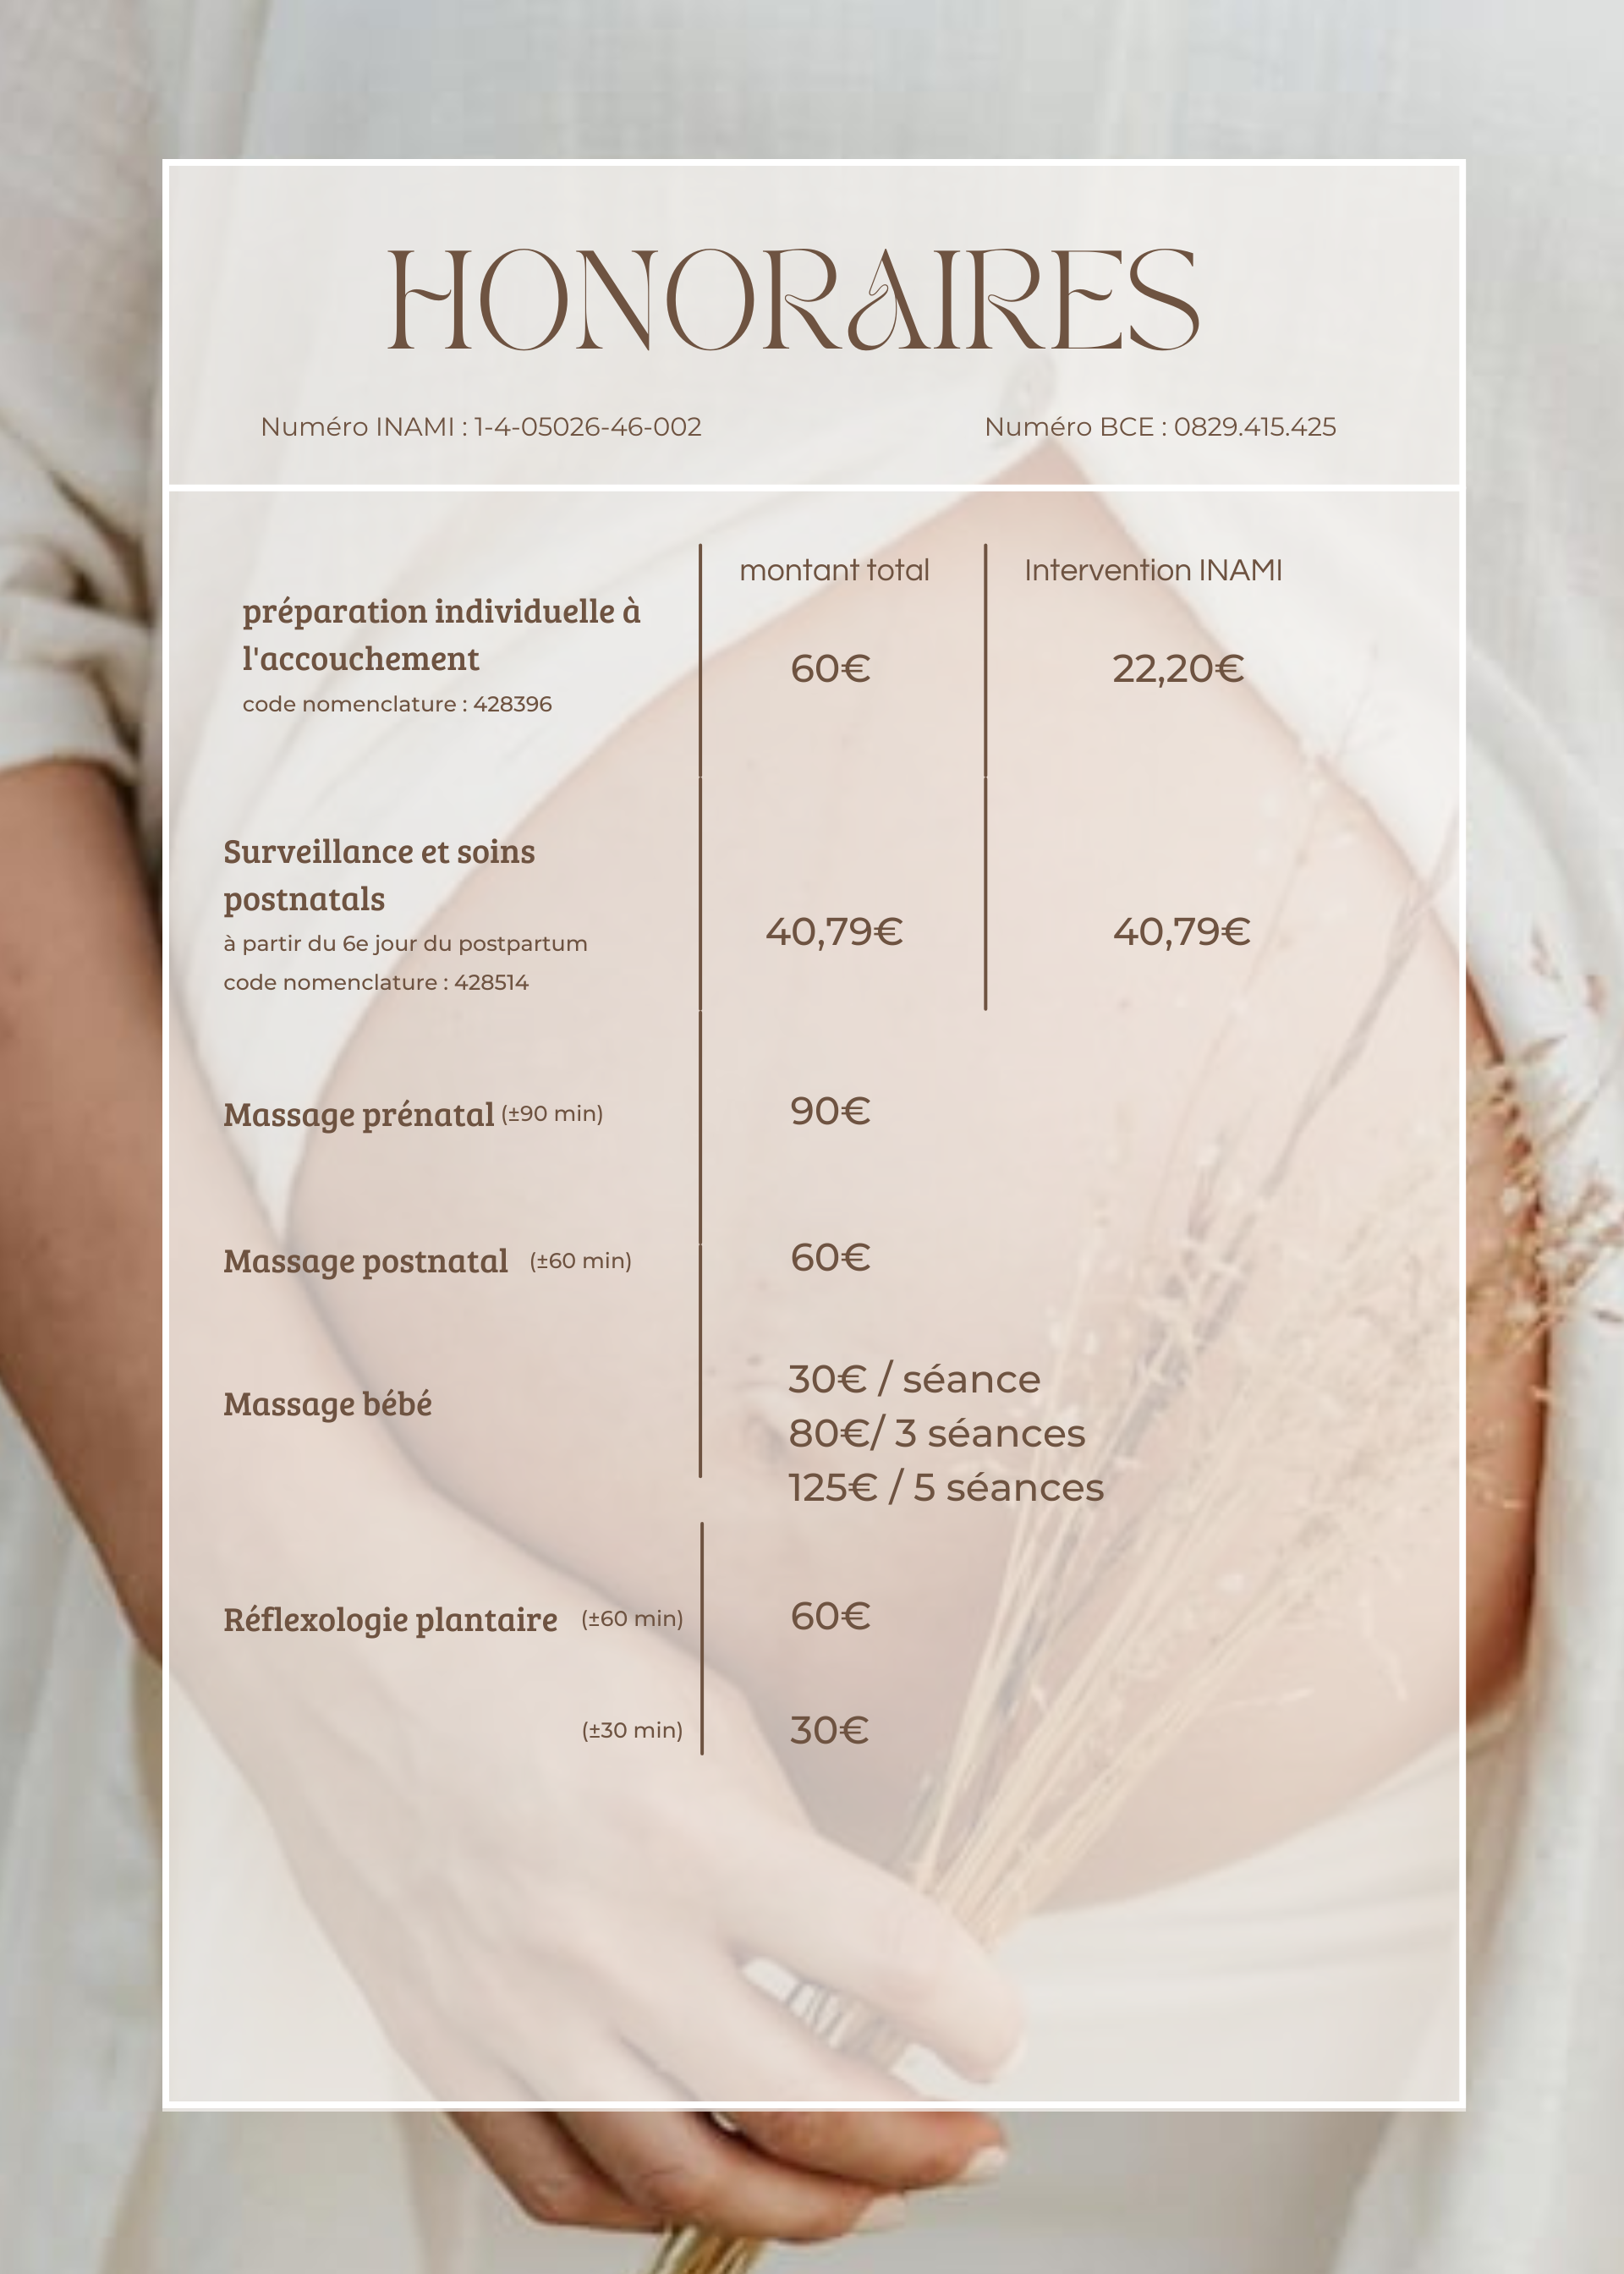 HONORAIRES
Numéro INAMI : 1-4-05026-46-002
Numéro BCE : 0829.415.425
montant total
Intervention INAMI
préparation individuelle à
l'accouchement
code nomenclature : 428396
60€
22,20€
Surveillance et soins
postnatals
à partir du 6e jour du postpartum
code nomenclature : 428514
40,79€
40,79€
Massage prénatal (±90 min)
90€
Massage postnatal (±60 min)
60€
Massage bébé
30€ / séance
80€/ 3 séances
125€ / 5 séances
Réflexologie plantaire (±60 min)
60€
(±30 min)
30€